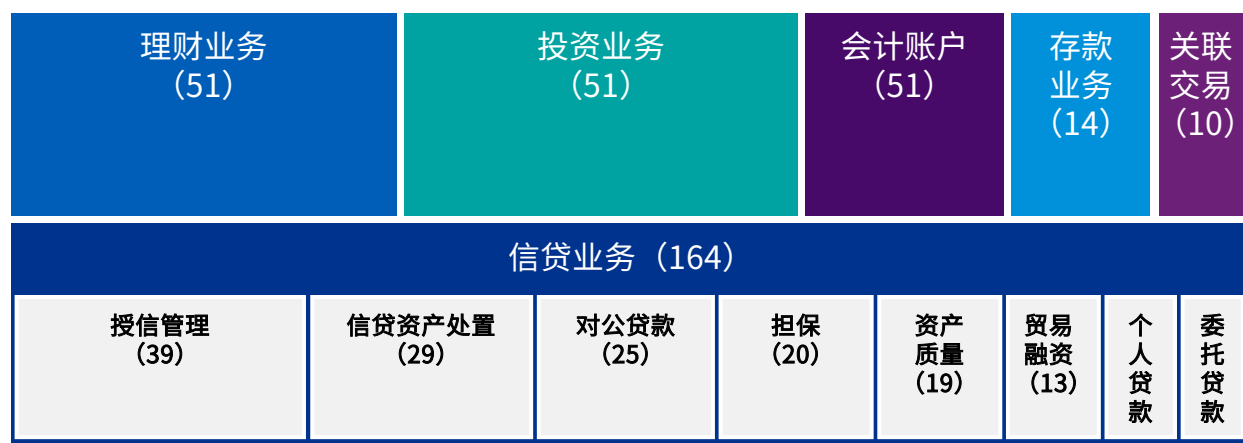 理财业务
（51）
投资业务
（51）
会计账户
（51）
存款
业务
（14）
关联
交易
（10）
信贷业务（164）
授信管理
（39）
信贷资产处置
（29）
对公贷款
（25）
担保
（20）
资产
质量
（19）
贸易
融资
（13）
个
人
贷
款
委
托
贷
款